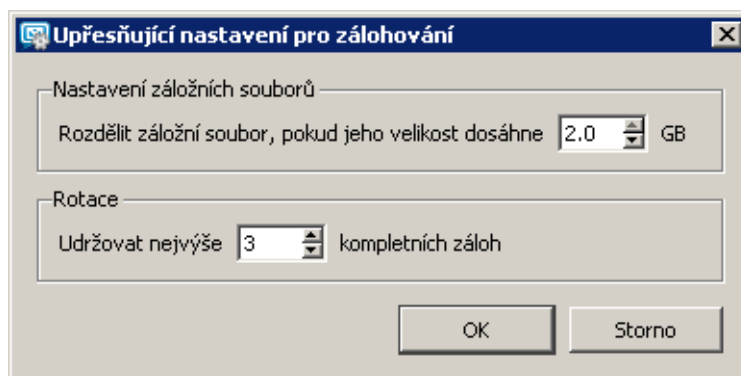 Upřesňující nastavení pro zálohování
Nastavení záložních souborů
Rozdělit záložní soubor, pokud jeho velikost dosáhne 2.0 GB
Rotace
Udržovat nejvýše 3 kompletních záloh
OK Storno